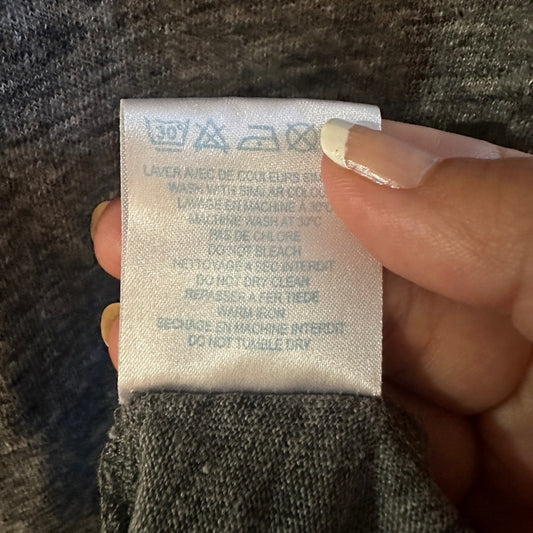 30°
LAVER AVEC DE COULEURS SIM
WASH WITH SIMILAR COLOU
LAVAGE EN MACHINE A 30°C
MACHINE WASH AT 30°C
PAS DE CHLORE
DO NOT BLEACH
NETTOYAGE A SEC INTERDIT
DO NOT DRY CLEAN
REPASSER A FER TIEDE
WARM IRON
SECHAGE EN MACHINE INTERDIT
DO NOT TUMBLE DRY